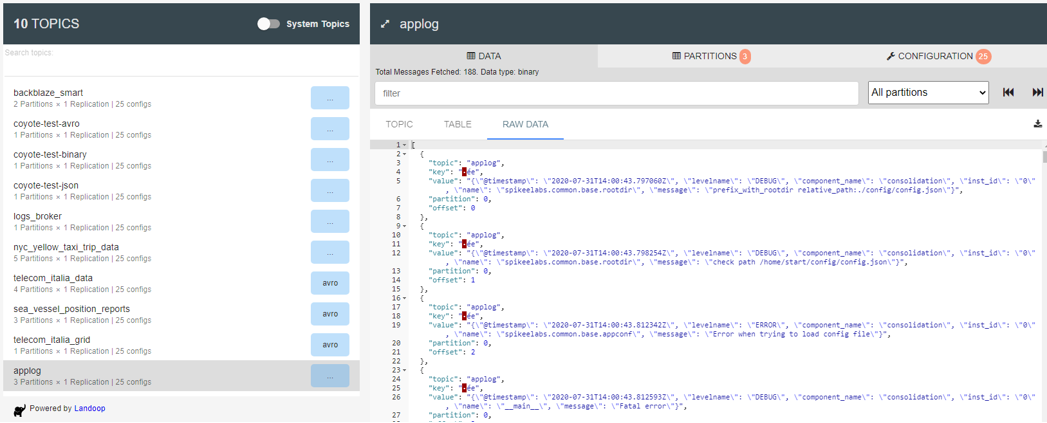 10 TOPICS
System Topics
Search topics
backblaze_smart
2 Partitions × 1 Replication | 25 configs
...
coyote-test-avro
1 Partitions × 1 Replication | 25 configs
...
coyote-test-binary
1 Partitions × 1 Replication | 25 configs
...
coyote-test-json
1 Partitions × 1 Replication | 25 configs
...
logs_broker
1 Partitions × 1 Replication | 25 configs
...
nyc_yellow_taxi_trip_data
5 Partitions × 1 Replication | 25 configs
...
telecom_italia_data
4 Partitions × 1 Replication | 25 configs
avro
sea_vessel_position_reports
3 Partitions × 1 Replication | 25 configs
avro
telecom_italia_grid
1 Partitions × 1 Replication | 25 configs
avro
applog
3 Partitions × 1 Replication | 25 configs
...
Powered by Landoop
applog
DATA
PARTITIONS 3
CONFIGURATION 25
Total Messages Fetched: 188. Data type: binary
filter
All partitions
TOPIC
TABLE
RAW DATA
1 [
2 {
3 "topic": "applog",
4 "key": "·ée",
5 "value": "{\"@timestamp\": \"2020-07-31T14:00:43.797060Z\", \"levelname\": \"DEBUG\", \"component_name\": \"consolidation\", \"inst_id\": \"0\"
, \"name\": \"spikeelabs.common.base.rootdir\", \"message\": \"prefix_with_rootdir relative_path:./config/config.json\"}",
6 "partition": 0,
7 "offset": 0
8 },
9 {
10 "topic": "applog",
11 "key": "·ée",
12 "value": "{\"@timestamp\": \"2020-07-31T14:00:43.798254Z\", \"levelname\": \"DEBUG\", \"component_name\": \"consolidation\", \"inst_id\": \"0\"
, \"name\": \"spikeelabs.common.base.rootdir\", \"message\": \"check path /home/start/config/config.json\"}",
13 "partition": 0,
14 "offset": 1
15 },
16 {
17 "topic": "applog",
18 "key": "·ée",
19 "value": "{\"@timestamp\": \"2020-07-31T14:00:43.812342Z\", \"levelname\": \"ERROR\", \"component_name\": \"consolidation\", \"inst_id\": \"0\"
, \"name\": \"spikeelabs.common.base.appconf\", \"message\": \"Error when trying to load config file\"}",
20 "partition": 0,
21 "offset": 2
22 },
23 {
24 "topic": "applog",
25 "key": "·ée",
26 "value": "{\"@timestamp\": \"2020-07-31T14:00:43.812593Z\", \"levelname\": \"DEBUG\", \"component_name\": \"consolidation\", \"inst_id\": \"0\"
, \"name\": \"__main__\", \"message\": \"Fatal error\"}",
27 "partition": 0,